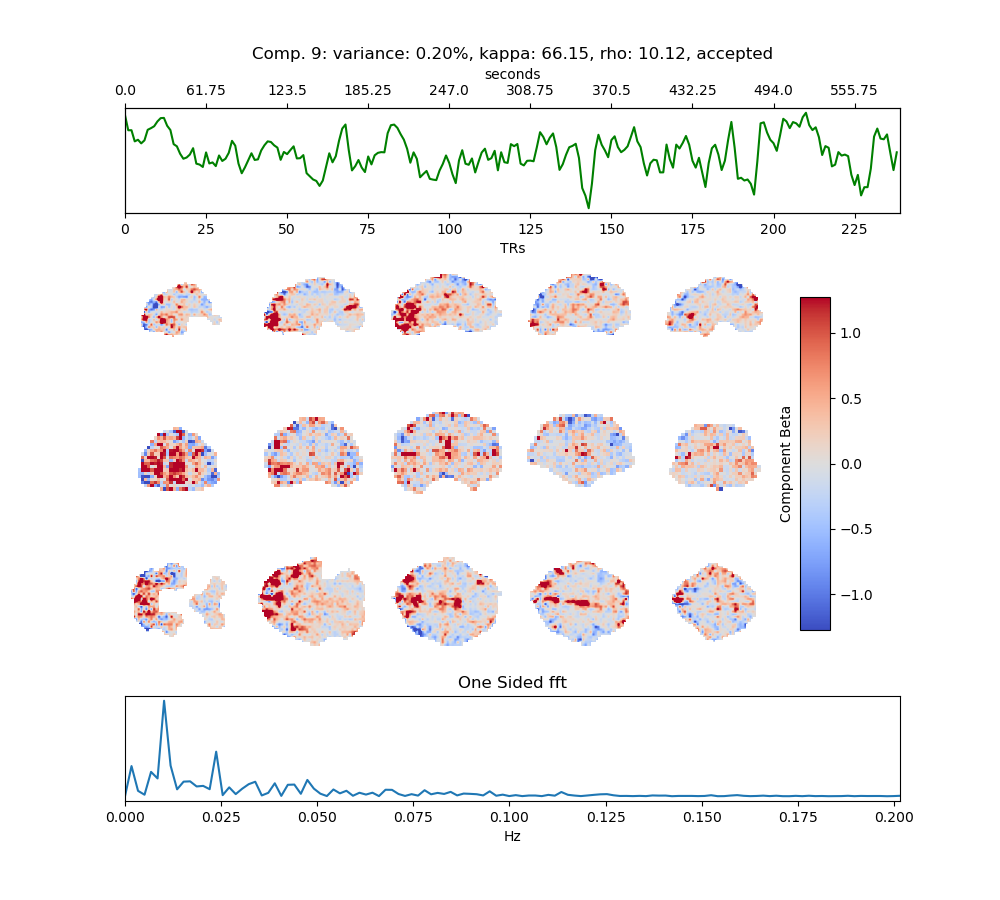 Comp. 9: variance: 0.20%, kappa: 66.15, rho: 10.12, accepted
seconds
0.0 61.75 123.5 185.25 247.0 308.75 370.5 432.25 494.0 555.75
0 25 50 75 100 125 150 175 200 225
TRs
1.0
0.5
0.0
−0.5
−1.0
Component Beta
One Sided fft
0.000 0.025 0.050 0.075 0.100 0.125 0.150 0.175 0.200
Hz